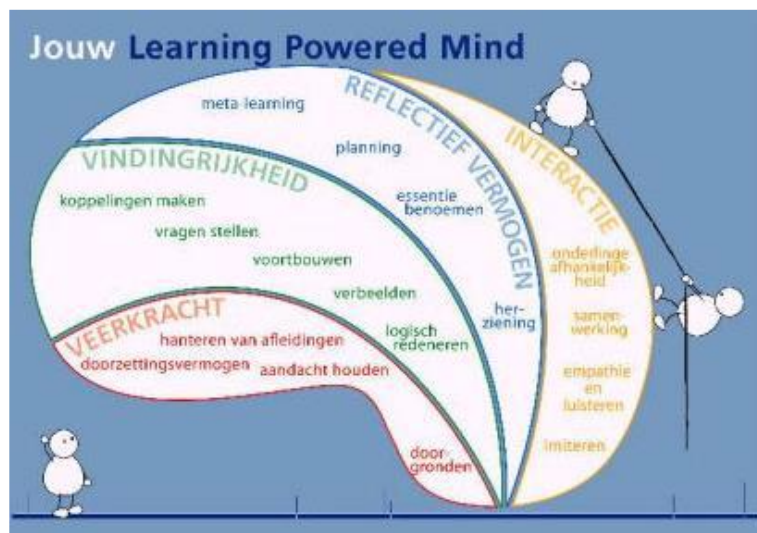 Jouw Learning Powered Mind
REFLECTIEF VERMOGEN
meta-learning
planning
essentie
benoemen
her-
ziening
VINDINGRIJKHEID
koppelingen maken
vragen stellen
voortbouwen
verbeelden
logisch
redeneren
VEERKRACHT
hanteren van afleidingen
doorzettingsvermogen
aandacht houden
door-
gronden
INTERACTIE
onderlinge
afhankelijk-
heid
samen-
werking
empathie
en
luisteren
imiteren